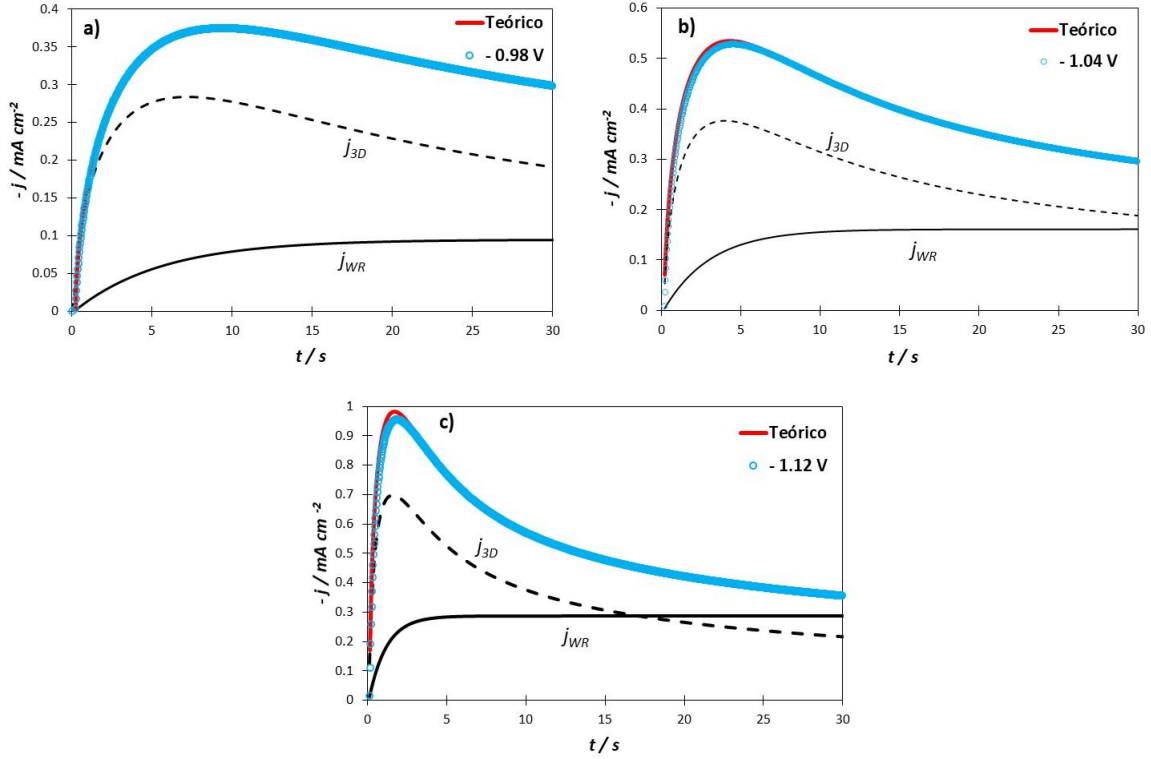 a)
Teórico
- 0.98 V
- j / mA cm-2
0.4
0.35
0.3
0.25
0.2
0.15
0.1
0.05
0
j3D
jWR
0 5 10 15 20 25 30
t / s
b)
Teórico
- 1.04 V
- j / mA cm-2
0.6
0.5
0.4
0.3
0.2
0.1
0
j3D
jWR
0 5 10 15 20 25 30
t / s
c)
Teórico
- 1.12 V
- j / mA cm -2
1
0.9
0.8
0.7
0.6
0.5
0.4
0.3
0.2
0.1
0
j3D
jWR
0 5 10 15 20 25 30
t / s